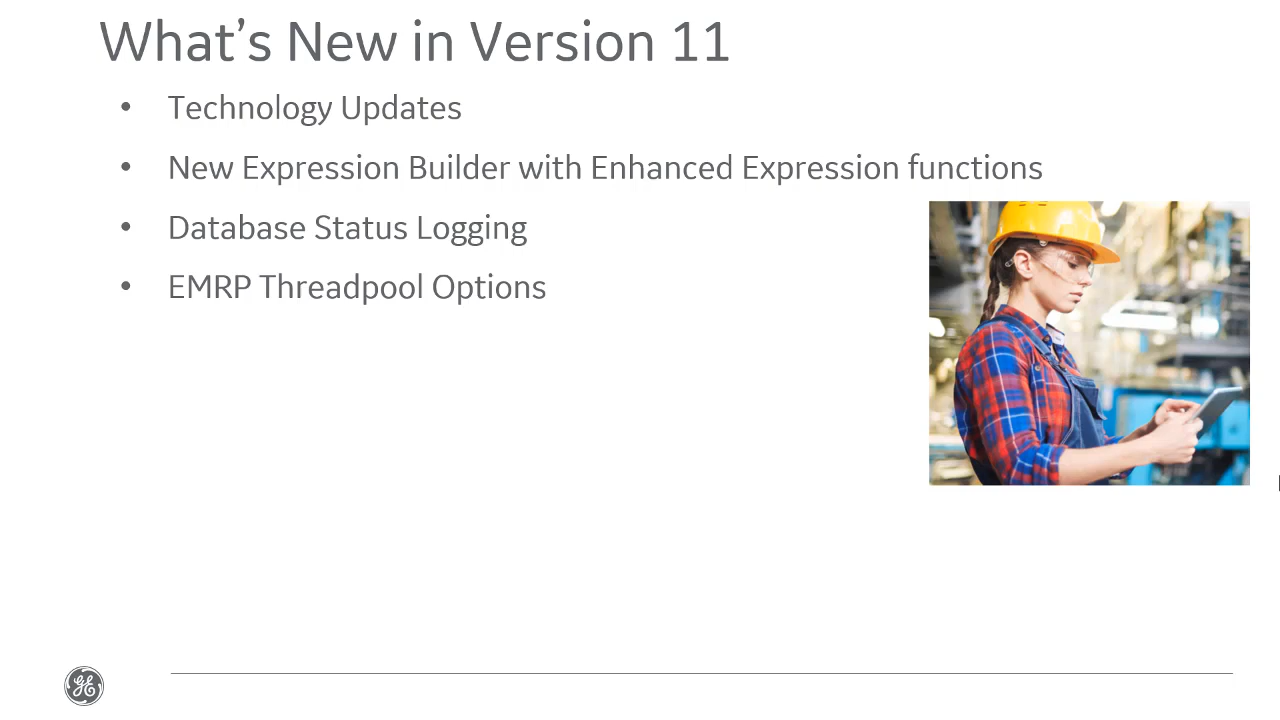 What’s New in Version 11
• Technology Updates
• New Expression Builder with Enhanced Expression functions
• Database Status Logging
• EMRP Threadpool Options
GE